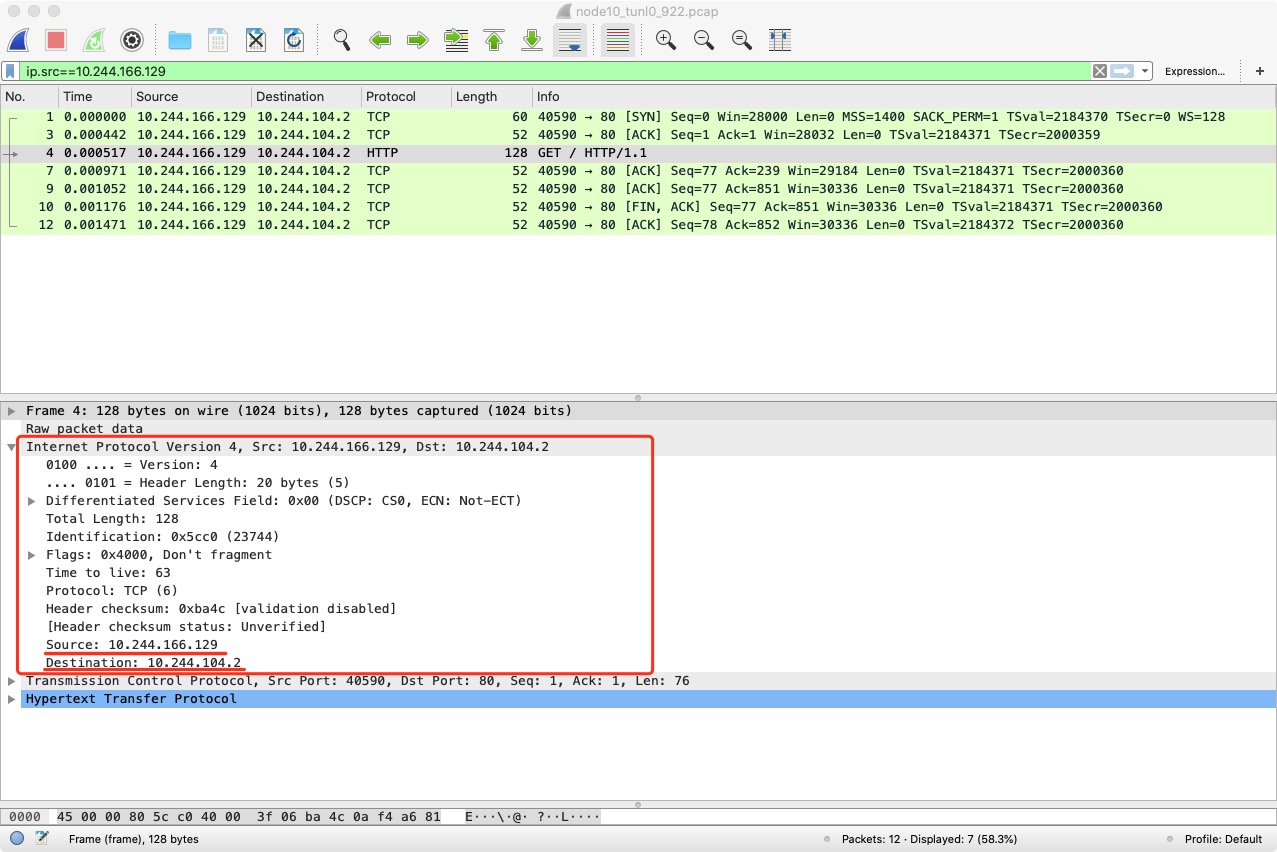 node10_tunl0_922.pcap
ip.src==10.244.166.129
Expression...
+
No. Time Source Destination Protocol Length Info
1 0.000000 10.244.166.129 10.244.104.2 TCP 60 40590 → 80 [SYN] Seq=0 Win=28000 Len=0 MSS=1400 SACK_PERM=1 TSval=2184370 TSecr=0 WS=128
3 0.000442 10.244.166.129 10.244.104.2 TCP 52 40590 → 80 [ACK] Seq=1 Ack=1 Win=28032 Len=0 TSval=2184371 TSecr=2000359
4 0.000517 10.244.166.129 10.244.104.2 HTTP 128 GET / HTTP/1.1
7 0.000971 10.244.166.129 10.244.104.2 TCP 52 40590 → 80 [ACK] Seq=77 Ack=239 Win=29184 Len=0 TSval=2184371 TSecr=2000360
9 0.001052 10.244.166.129 10.244.104.2 TCP 52 40590 → 80 [ACK] Seq=77 Ack=851 Win=30336 Len=0 TSval=2184371 TSecr=2000360
10 0.001176 10.244.166.129 10.244.104.2 TCP 52 40590 → 80 [FIN, ACK] Seq=77 Ack=851 Win=30336 Len=0 TSval=2184371 TSecr=2000360
12 0.001471 10.244.166.129 10.244.104.2 TCP 52 40590 → 80 [ACK] Seq=78 Ack=852 Win=30336 Len=0 TSval=2184372 TSecr=2000360
Frame 4: 128 bytes on wire (1024 bits), 128 bytes captured (1024 bits)
Raw packet data
Internet Protocol Version 4, Src: 10.244.166.129, Dst: 10.244.104.2
0100 .... = Version: 4
.... 0101 = Header Length: 20 bytes (5)
Differentiated Services Field: 0x00 (DSCP: CS0, ECN: Not-ECT)
Total Length: 128
Identification: 0x5cc0 (23744)
Flags: 0x4000, Don't fragment
Time to live: 63
Protocol: TCP (6)
Header checksum: 0xba4c [validation disabled]
[Header checksum status: Unverified]
Source: 10.244.166.129
Destination: 10.244.104.2
Transmission Control Protocol, Src Port: 40590, Dst Port: 80, Seq: 1, Ack: 1, Len: 76
Hypertext Transfer Protocol
0000 45 00 00 80 5c c0 40 00 3f 06 ba 4c 0a f4 a6 81 E···\·@· ?··L····
Frame (frame), 128 bytes
Packets: 12 · Displayed: 7 (58.3%)
Profile: Default